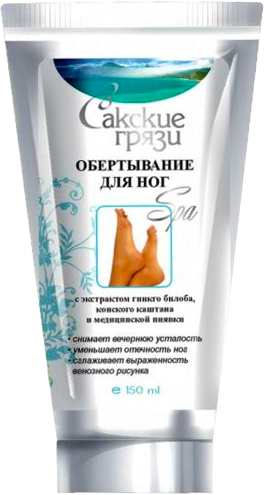 Сакские
грязи
ОБЕРТЫВАНИЕ
ДЛЯ НОГ
Spa
с экстрактом гинкго билоба,
конского каштана
и медицинской пиявки
• снимает вечернюю усталость
• уменьшает отечность ног
• сглаживает выраженность
венозного рисунка
e 150 ml